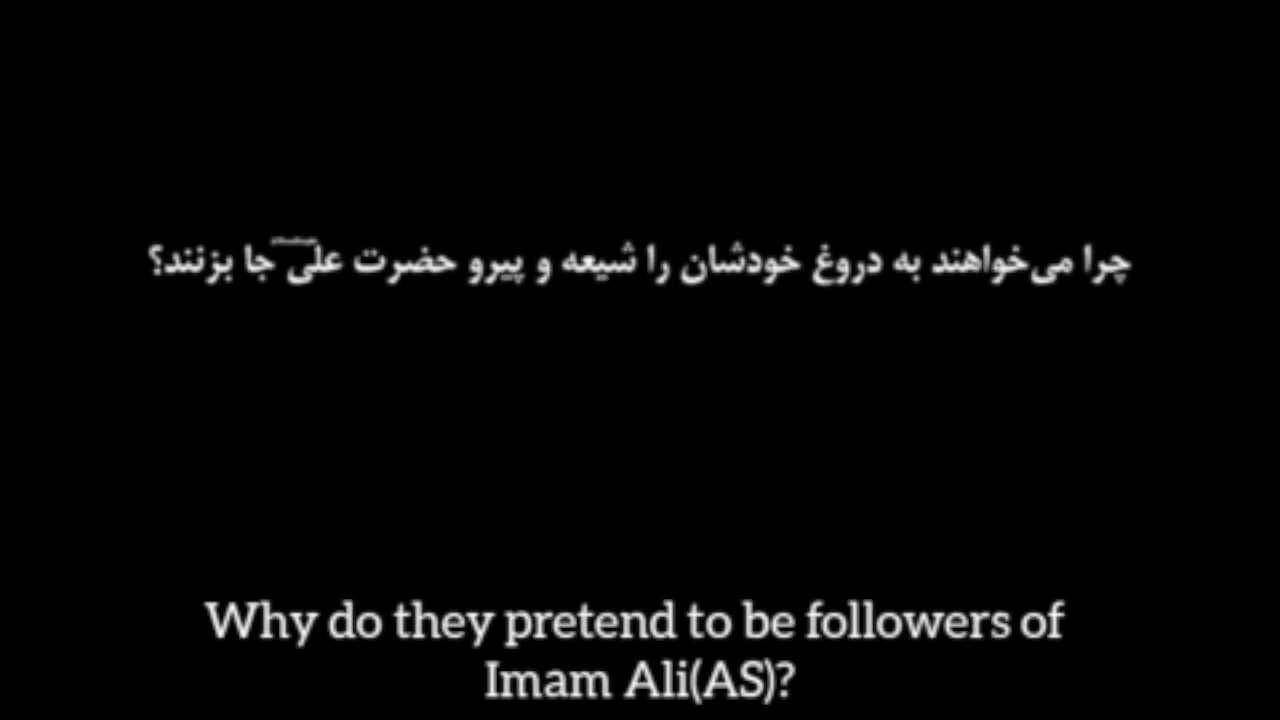 چرا می‌خواهند به دروغ خودشان را شیعه و پیرو حضرت علی جا بزنند؟
Why do they pretend to be followers of
Imam Ali(AS)?